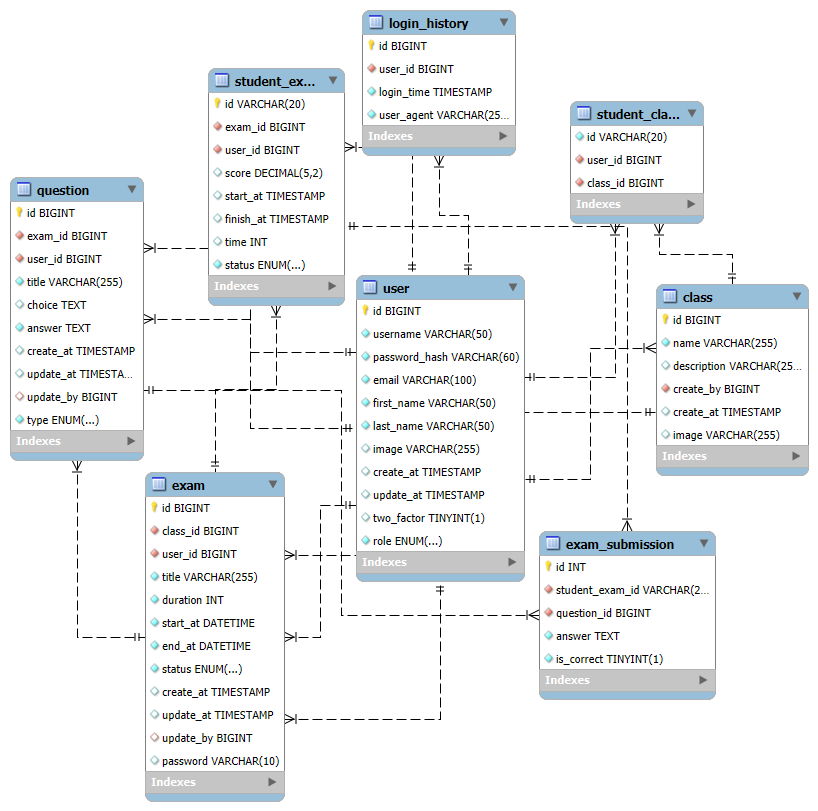 login_history
id BIGINT
user_id BIGINT
login_time TIMESTAMP
user_agent VARCHAR(25...
Indexes
student_ex...
id VARCHAR(20)
exam_id BIGINT
user_id BIGINT
score DECIMAL(5,2)
start_at TIMESTAMP
finish_at TIMESTAMP
time INT
status ENUM(...)
Indexes
student_cla...
id VARCHAR(20)
user_id BIGINT
class_id BIGINT
Indexes
question
id BIGINT
exam_id BIGINT
user_id BIGINT
title VARCHAR(255)
choice TEXT
answer TEXT
create_at TIMESTAMP
update_at TIMESTA...
update_by BIGINT
type ENUM(...)
Indexes
user
id BIGINT
username VARCHAR(50)
password_hash VARCHAR(60)
email VARCHAR(100)
first_name VARCHAR(50)
last_name VARCHAR(50)
image VARCHAR(255)
create_at TIMESTAMP
update_at TIMESTAMP
two_factor TINYINT(1)
role ENUM(...)
Indexes
class
id BIGINT
name VARCHAR(255)
description VARCHAR(25...
create_by BIGINT
create_at TIMESTAMP
image VARCHAR(255)
Indexes
exam
id BIGINT
class_id BIGINT
user_id BIGINT
title VARCHAR(255)
duration INT
start_at DATETIME
end_at DATETIME
status ENUM(...)
create_at TIMESTAMP
update_at TIMESTAMP
update_by BIGINT
password VARCHAR(10)
Indexes
exam_submission
id INT
student_exam_id VARCHAR(2...
question_id BIGINT
answer TEXT
is_correct TINYINT(1)
Indexes